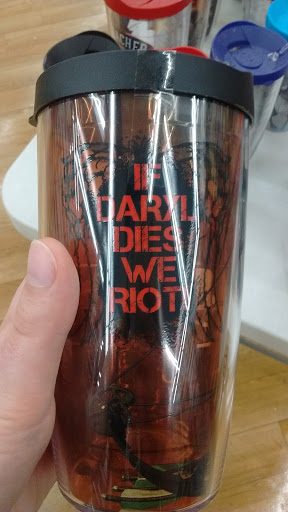 IF
DARYL
DIES
WE
RIOT